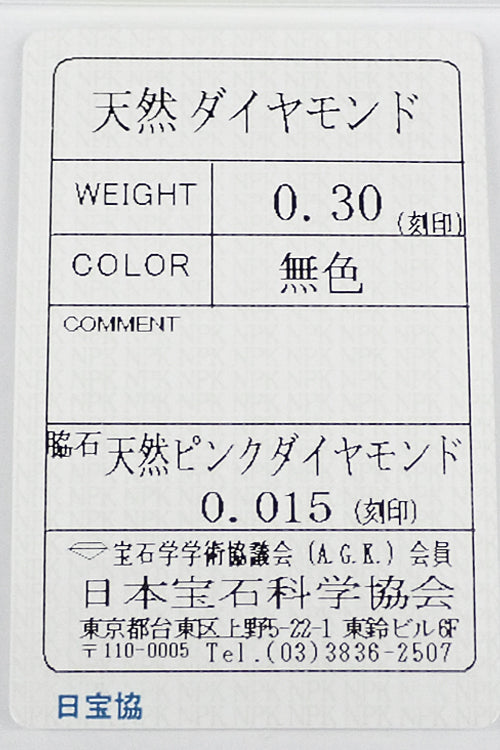 天然ダイヤモンド
WEIGHT 0.30 (刻印)
COLOR 無色
COMMENT
脇石 天然ピンクダイヤモンド
0.015 (刻印)
宝石学学術協議会 (A.G.K.) 会員
日本宝石科学協会
東京都台東区上野5-22-1 東鈴ビル6F
〒110-0005 Tel.(03)3836-2507
日宝協